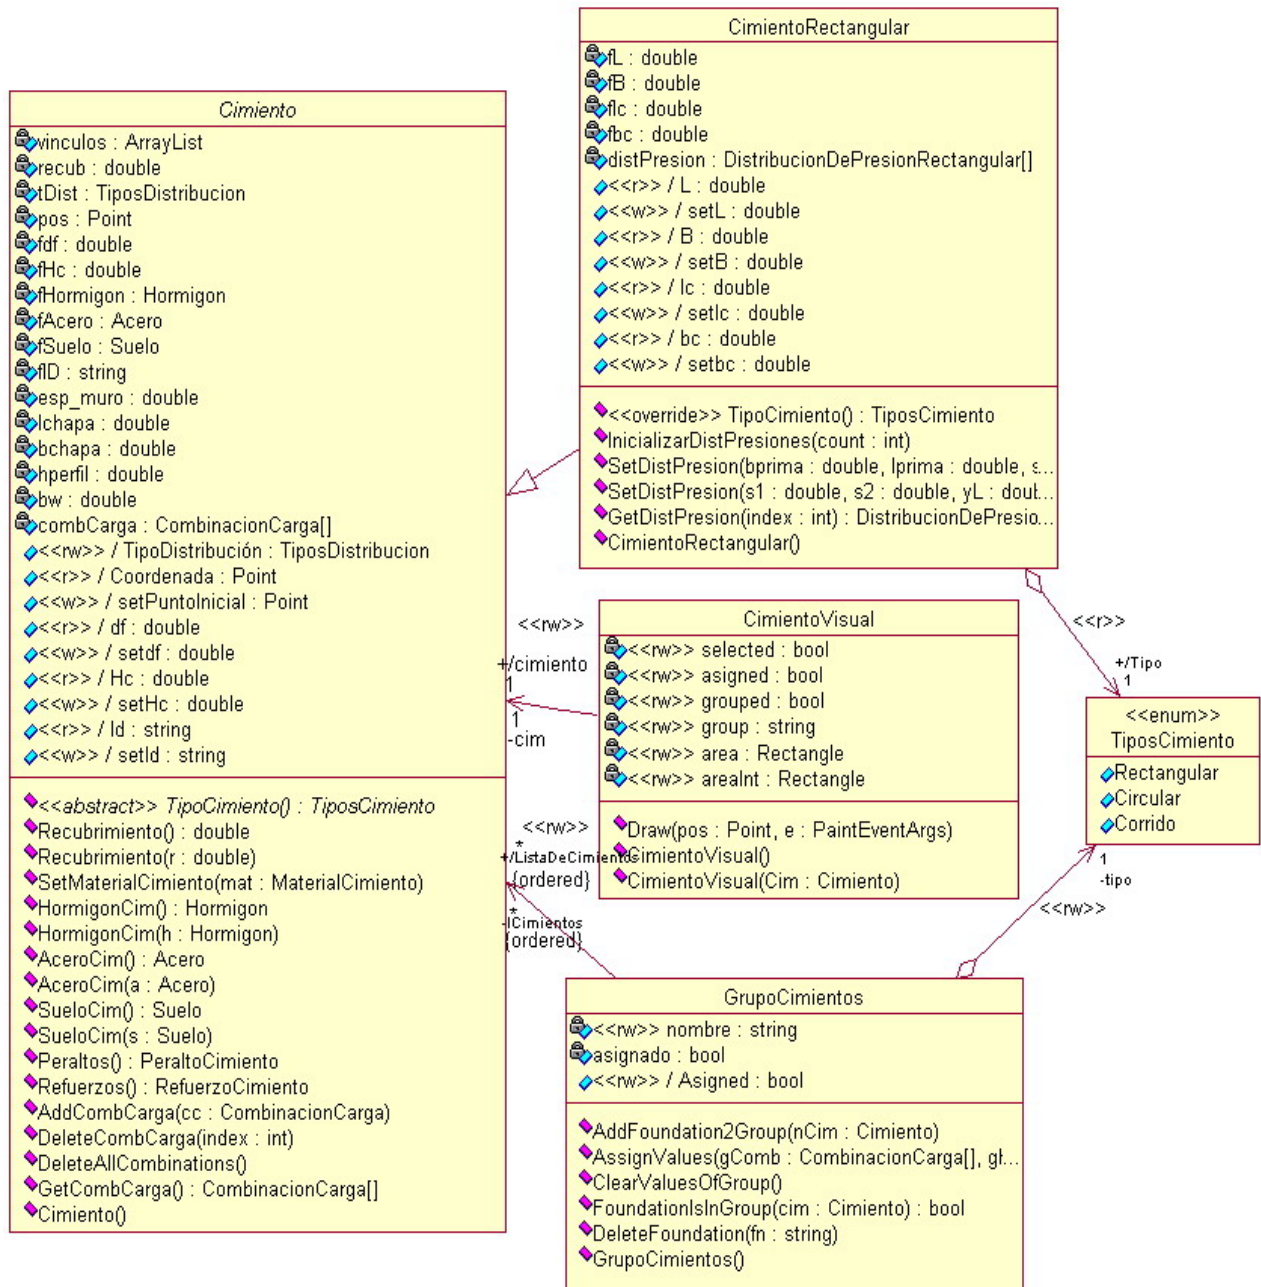 CimientoRectangular
fL : double
fB : double
flc : double
fbc : double
distPresion : DistribucionDePresionRectangular[]
<<r>> / L : double
<<w>> / setL : double
<<r>> / B : double
<<w>> / setB : double
<<r>> / lc : double
<<w>> / setlc : double
<<r>> / bc : double
<<w>> / setbc : double
<<override>> TipoCimiento() : TiposCimiento
InicializarDistPresiones(count : int)
SetDistPresion(bprima : double, lprima : double, s...
SetDistPresion(s1 : double, s2 : double, yL : doub...
GetDistPresion(index : int) : DistribucionDePresio...
CimientoRectangular()
Cimiento
vinculos : ArrayList
recub : double
tDist : TiposDistribucion
pos : Point
fdf : double
fHc : double
fHormigon : Hormigon
fAcero : Acero
fSuelo : Suelo
fID : string
esp_muro : double
lchapa : double
bchapa : double
hperfil : double
bw : double
combCarga : CombinacionCarga[]
<<rw>> / TipoDistribución : TiposDistribucion
<<r>> / Coordenada : Point
<<w>> / setPuntoInicial : Point
<<r>> / df : double
<<w>> / setdf : double
<<r>> / Hc : double
<<w>> / setHc : double
<<r>> / Id : string
<<w>> / setId : string
<<abstract>> TipoCimiento() : TiposCimiento
Recubrimiento() : double
Recubrimiento(r : double)
SetMaterialCimiento(mat : MaterialCimiento)
HormigonCim() : Hormigon
HormigonCim(h : Hormigon)
AceroCim() : Acero
AceroCim(a : Acero)
SueloCim() : Suelo
SueloCim(s : Suelo)
Peraltos() : PeraltoCimiento
Refuerzos() : RefuerzoCimiento
AddCombCarga(cc : CombinacionCarga)
DeleteCombCarga(index : int)
DeleteAllCombinations()
GetCombCarga() : CombinacionCarga[]
Cimiento()
<<rw>>
+/cimiento
1
1
-cim
CimientoVisual
<<rw>> selected : bool
<<rw>> asigned : bool
<<rw>> grouped : bool
<<rw>> group : string
<<rw>> area : Rectangle
<<rw>> areaInt : Rectangle
Draw(pos : Point, e : PaintEventArgs)
CimientoVisual()
CimientoVisual(Cim : Cimiento)
<<r>>
+/Tipo
1
<<enum>>
TiposCimiento
Rectangular
Circular
Corrido
1
-tipo
<<rw>>
<<rw>>
*
+/ListaDeCimientos
{ordered}
*
-lCimientos
{ordered}
GrupoCimientos
<<rw>> nombre : string
asignado : bool
<<rw>> / Asigned : bool
AddFoundation2Group(nCim : Cimiento)
AssignValues(gComb : CombinacionCarga[], gł...
ClearValuesOfGroup()
FoundationIsInGroup(cim : Cimiento) : bool
DeleteFoundation(fn : string)
GrupoCimientos()